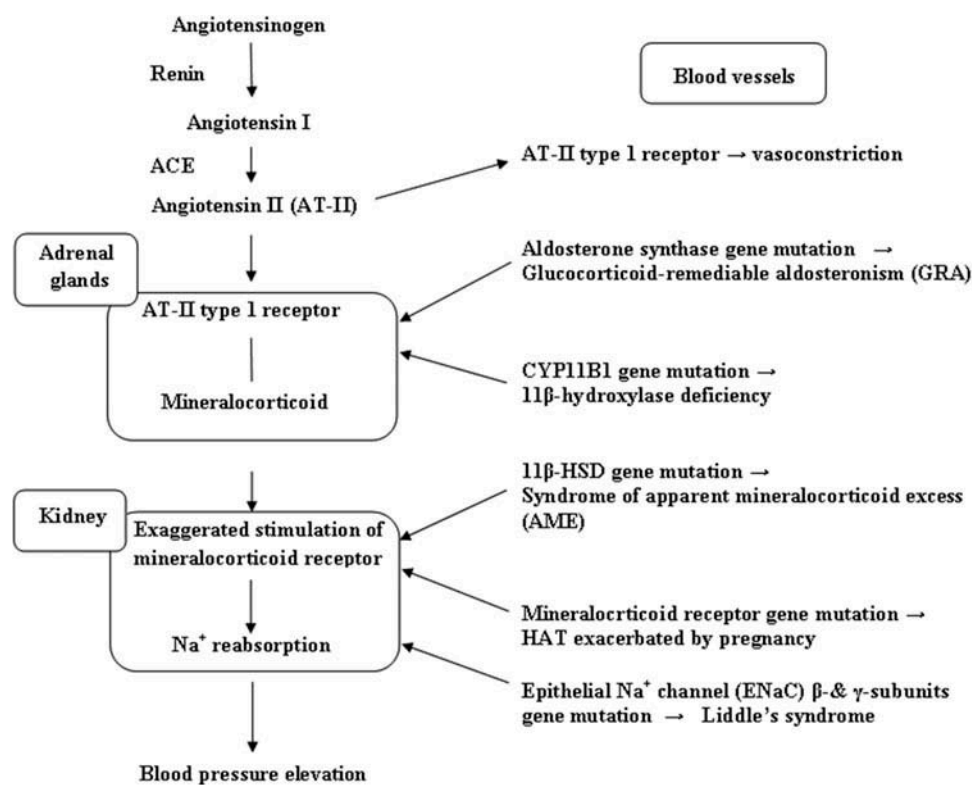 Angiotensinogen
Renin
Blood vessels
Angiotensin I
ACE
AT-II type 1 receptor → vasoconstriction
Angiotensin II (AT-II)
Adrenal
glands
Aldosterone synthase gene mutation →
Glucocorticoid-remediable aldosteronism (GRA)
AT-II type 1 receptor
CYP11B1 gene mutation →
11β-hydroxylase deficiency
Mineralocorticoid
11β-HSD gene mutation →
Syndrome of apparent mineralocorticoid excess
(AME)
Kidney
Exaggerated stimulation of
mineralocorticoid receptor
Mineralcrticoid receptor gene mutation →
HAT exacerbated by pregnancy
Na⁺ reabsorption
Epithelial Na⁺ channel (ENaC) β-& γ-subunits
gene mutation → Liddle's syndrome
Blood pressure elevation